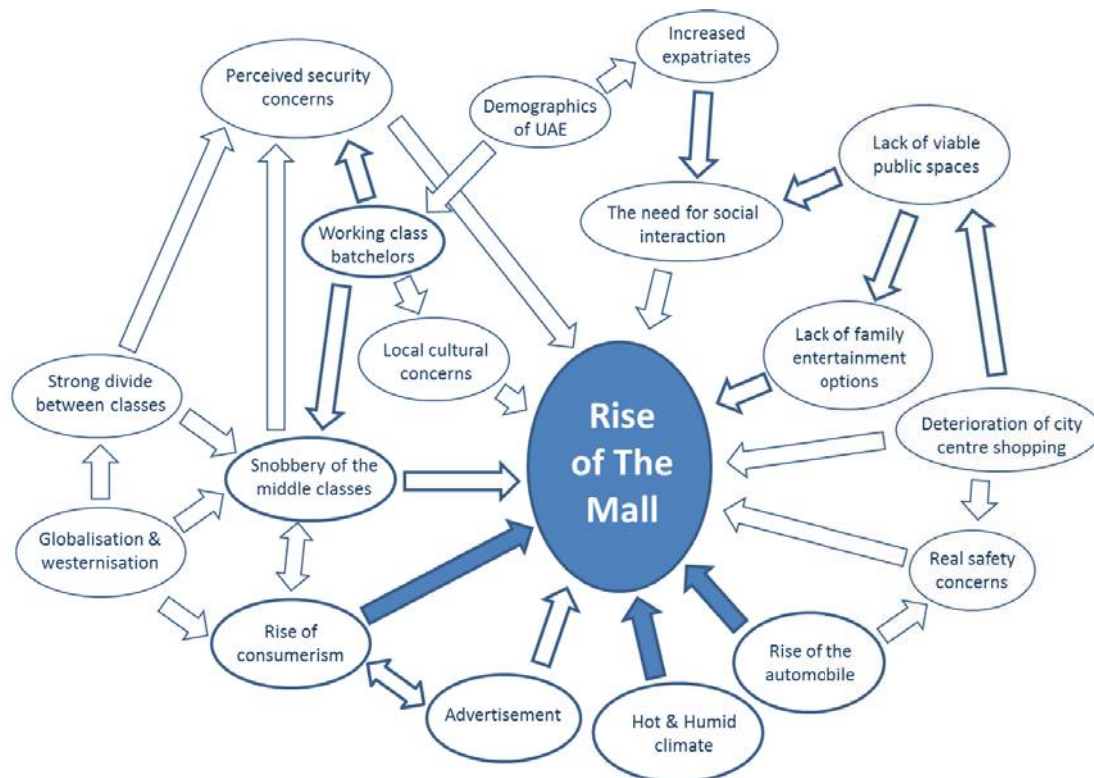 Increased
expatriates
Perceived security
concerns
Demographics
of UAE
Lack of viable
public spaces
The need for social
interaction
Working class
batchelors
Local cultural
concerns
Lack of family
entertainment
options
Strong divide
between classes
Rise
of The
Mall
Deterioration of city
centre shopping
Snobbery of the
middle classes
Globalisation &
westernisation
Real safety
concerns
Rise of
consumerism
Rise of the
automobile
Advertisement
Hot & Humid
climate